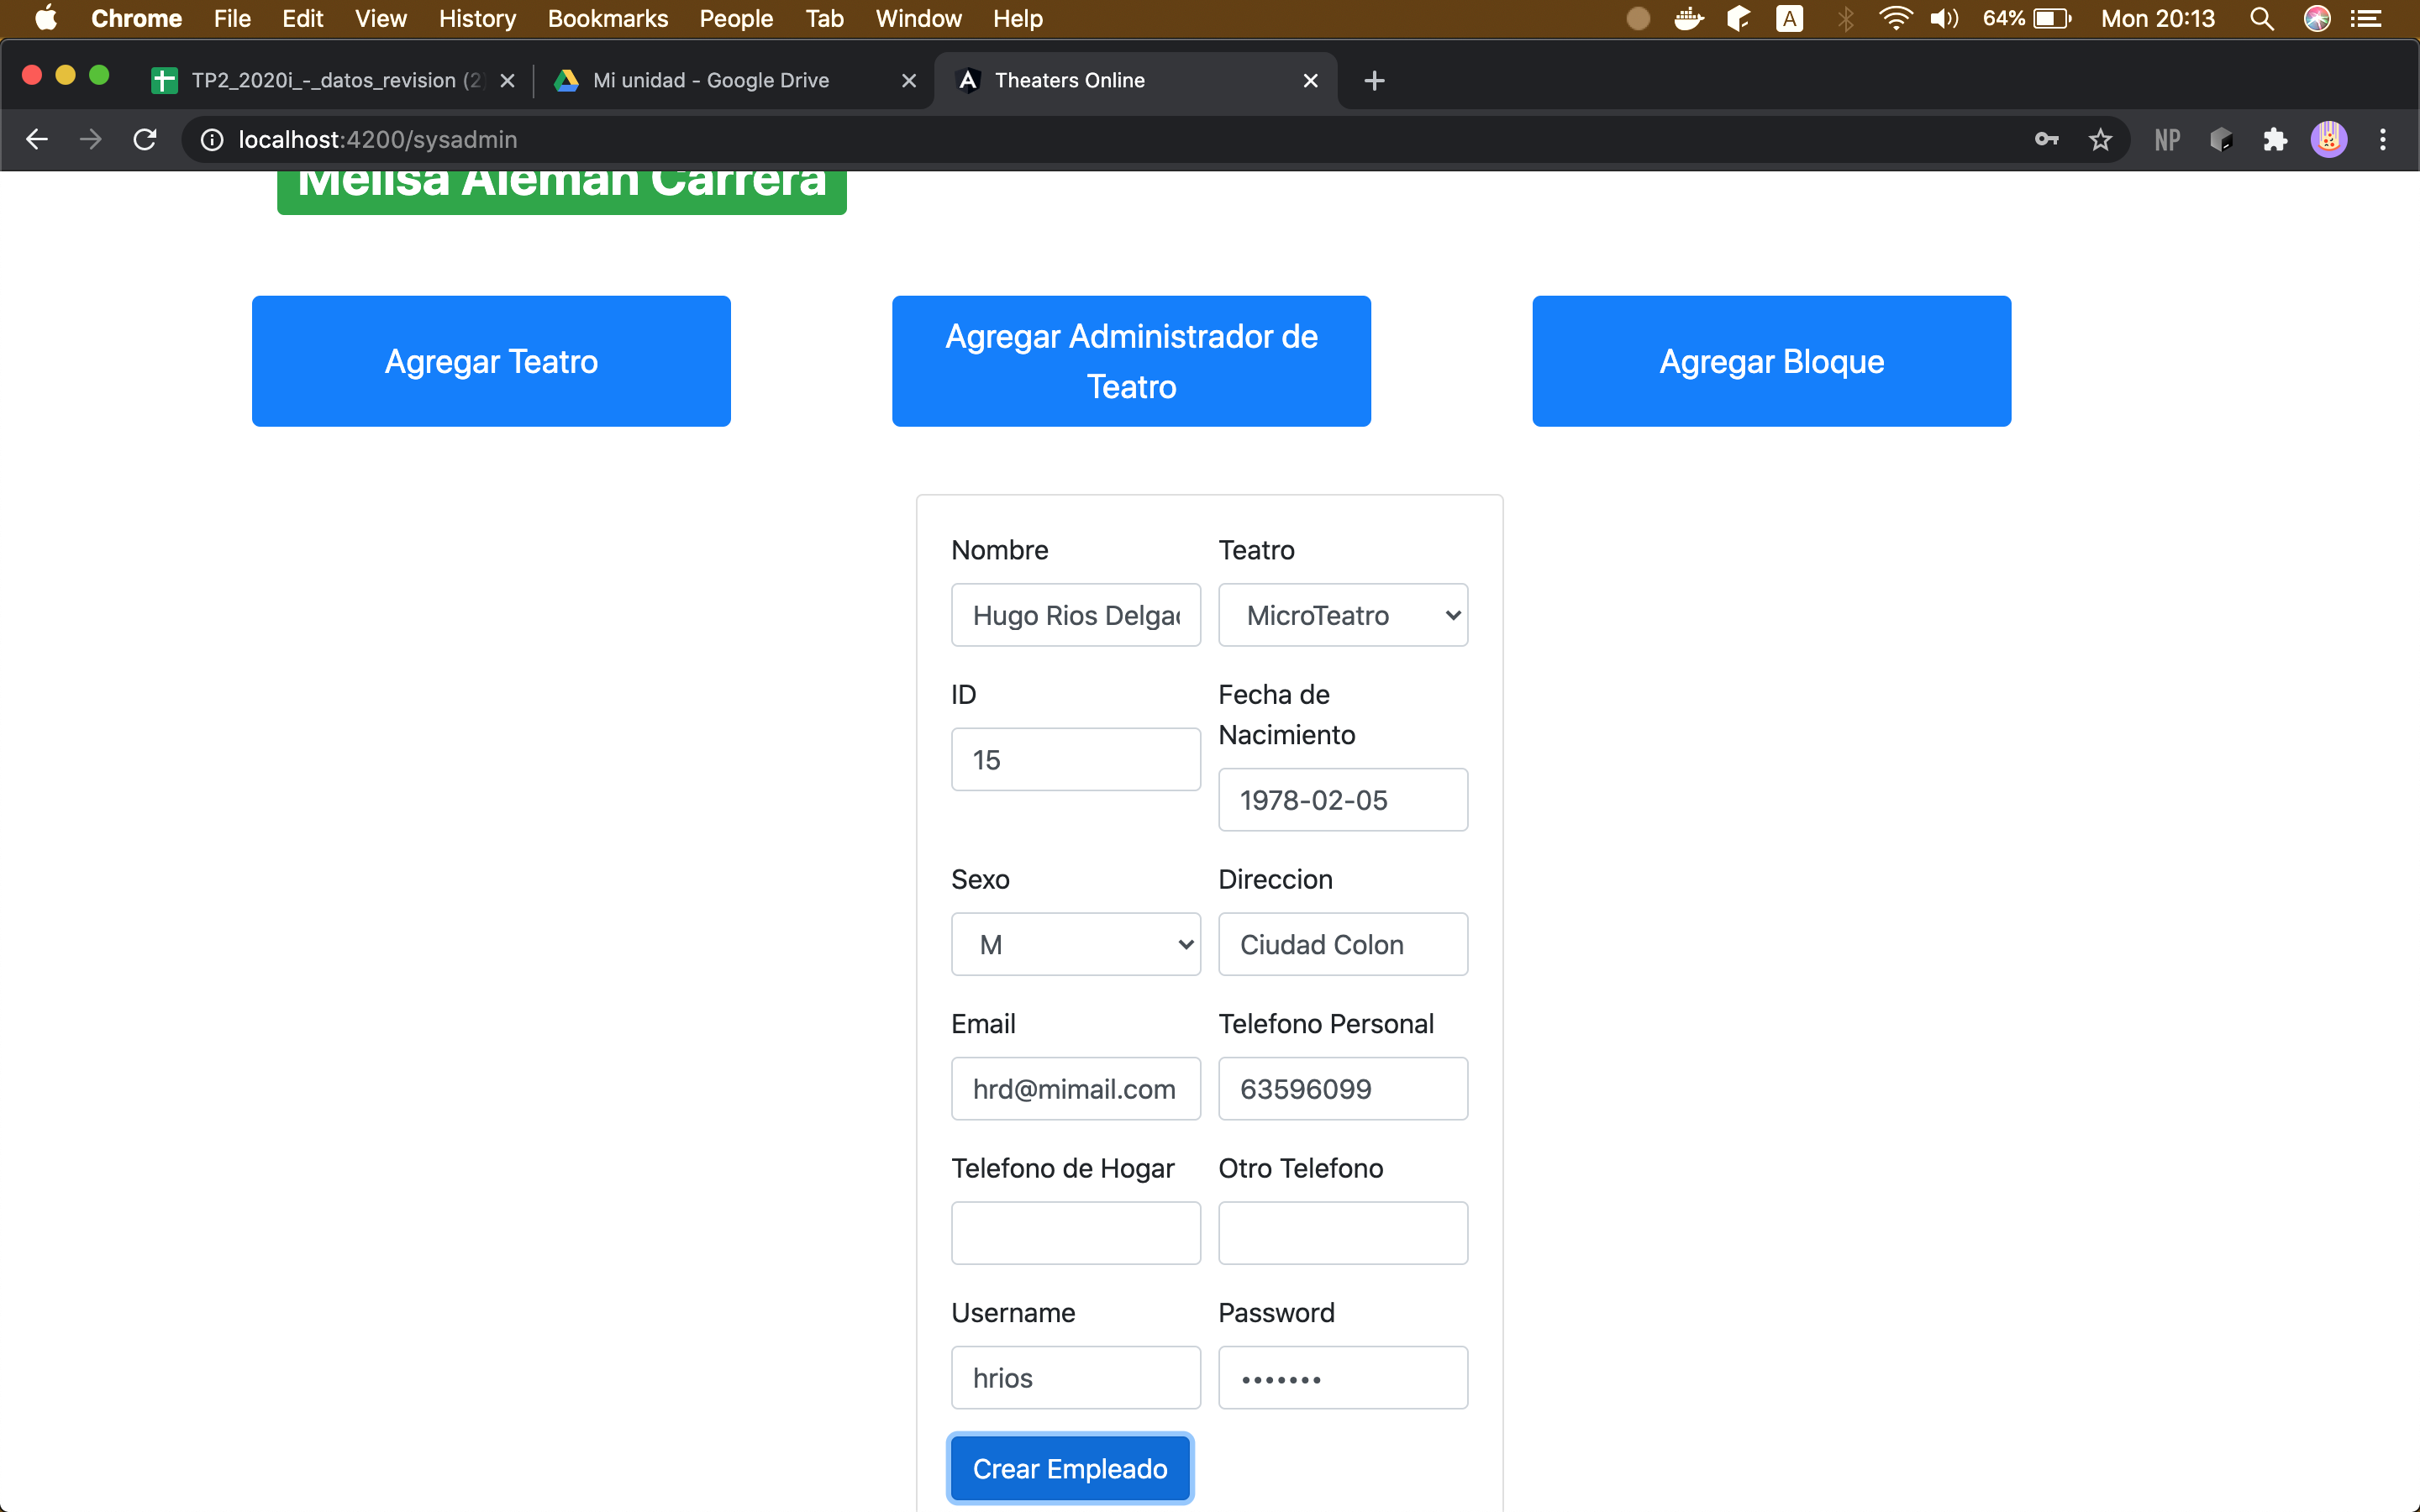 Chrome File Edit View History Bookmarks People Tab Window Help A 64% Mon 20:13
TP2_2020i_-_datos_revision (2) Mi unidad - Google Drive Theaters Online
localhost:4200/sysadmin NP
Melisa Aleman Carrera
Agregar Teatro
Agregar Administrador de
Teatro
Agregar Bloque
Nombre Teatro
Hugo Rios Delgad MicroTeatro
ID Fecha de
Nacimiento
15
1978-02-05
Sexo Direccion
M Ciudad Colon
Email Telefono Personal
hrd@mimail.com 63596099
Telefono de Hogar Otro Telefono
Username Password
hrios •••••••
Crear Empleado